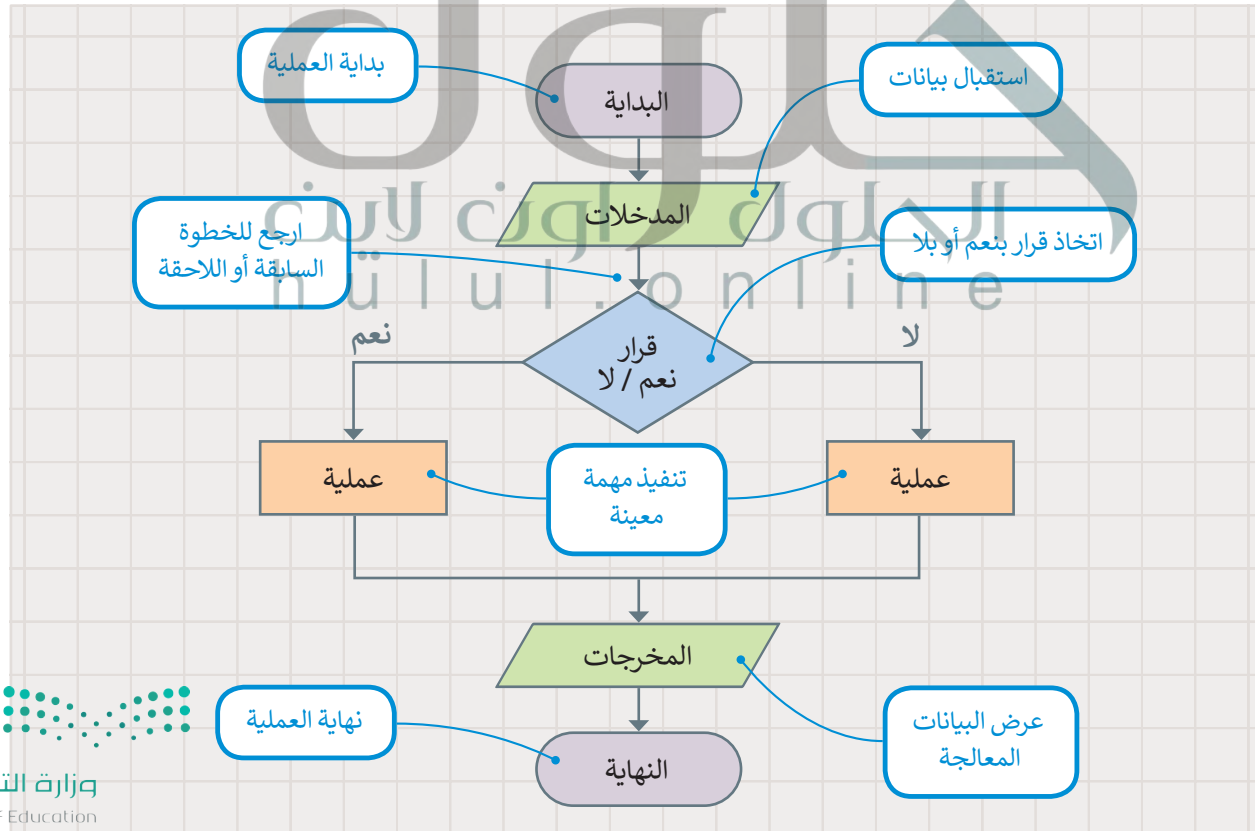 حلول
بداية العملية
البداية
استقبال بيانات
الحلول اون لاين
hulul.online
المدخلات
ارجع للخطوة
السابقة أو اللاحقة
اتخاذ قرار بنعم أو بلا
نعم
لا
قرار
نعم / لا
عملية
تنفيذ مهمة
معينة
عملية
المخرجات
نهاية العملية
عرض البيانات
المعالجة
النهاية
وزارة الت
Education